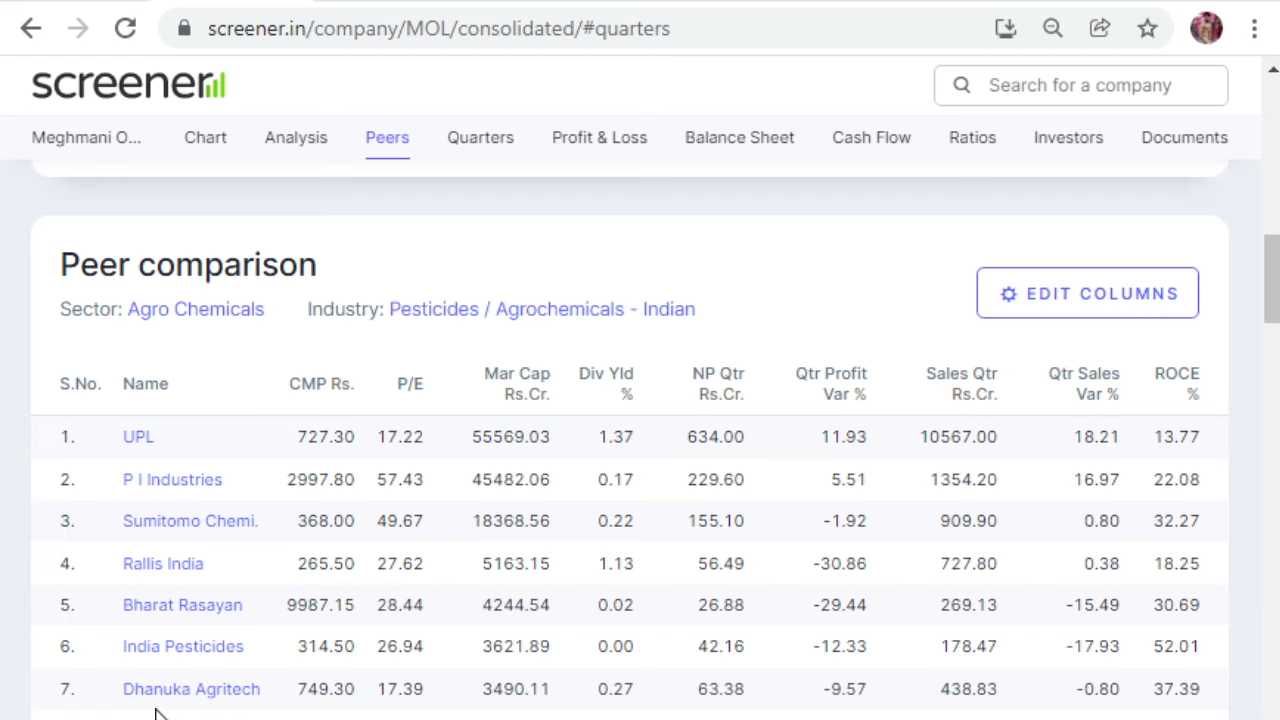 screener.in/company/MOL/consolidated/#quarters
screener
Search for a company
Meghmani O... Chart Analysis Peers Quarters Profit & Loss Balance Sheet Cash Flow Ratios Investors Documents
Peer comparison
EDIT COLUMNS
Sector: Agro Chemicals Industry: Pesticides / Agrochemicals - Indian
S.No. Name CMP Rs. P/E Mar Cap Rs.Cr. Div Yld % NP Qtr Rs.Cr. Qtr Profit Var % Sales Qtr Rs.Cr. Qtr Sales Var % ROCE %
1. UPL 727.30 17.22 55569.03 1.37 634.00 11.93 10567.00 18.21 13.77
2. P I Industries 2997.80 57.43 45482.06 0.17 229.60 5.51 1354.20 16.97 22.08
3. Sumitomo Chemi. 368.00 49.67 18368.56 0.22 155.10 -1.92 909.90 0.80 32.27
4. Rallis India 265.50 27.62 5163.15 1.13 56.49 -30.86 727.80 0.38 18.25
5. Bharat Rasayan 9987.15 28.44 4244.54 0.02 26.88 -29.44 269.13 -15.49 30.69
6. India Pesticides 314.50 26.94 3621.89 0.00 42.16 -12.33 178.47 -17.93 52.01
7. Dhanuka Agritech 749.30 17.39 3490.11 0.27 63.38 -9.57 438.83 -0.80 37.39